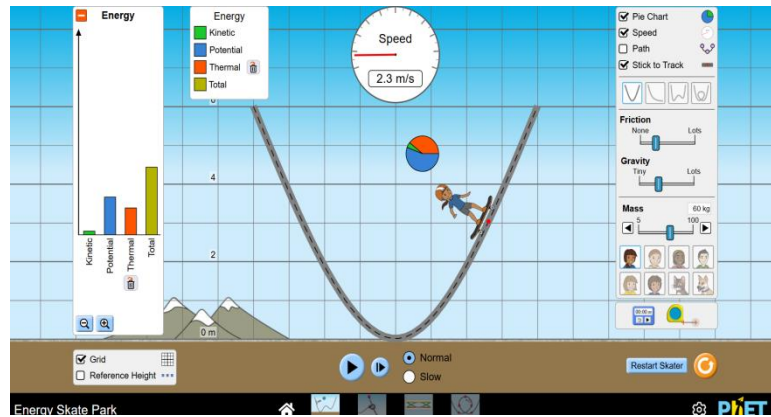 Energy
Kinetic
Potential
Thermal
Total
Energy
Kinetic
Potential
Thermal
Total
Speed
2.3 m/s
6
4
2
0 m
Pie Chart
Speed
Path
Stick to Track
Friction
None Lots
Gravity
Tiny Lots
Mass 60 kg
5 100
Grid
Reference Height
Normal
Slow
Restart Skater
Energy Skate Park
PhET